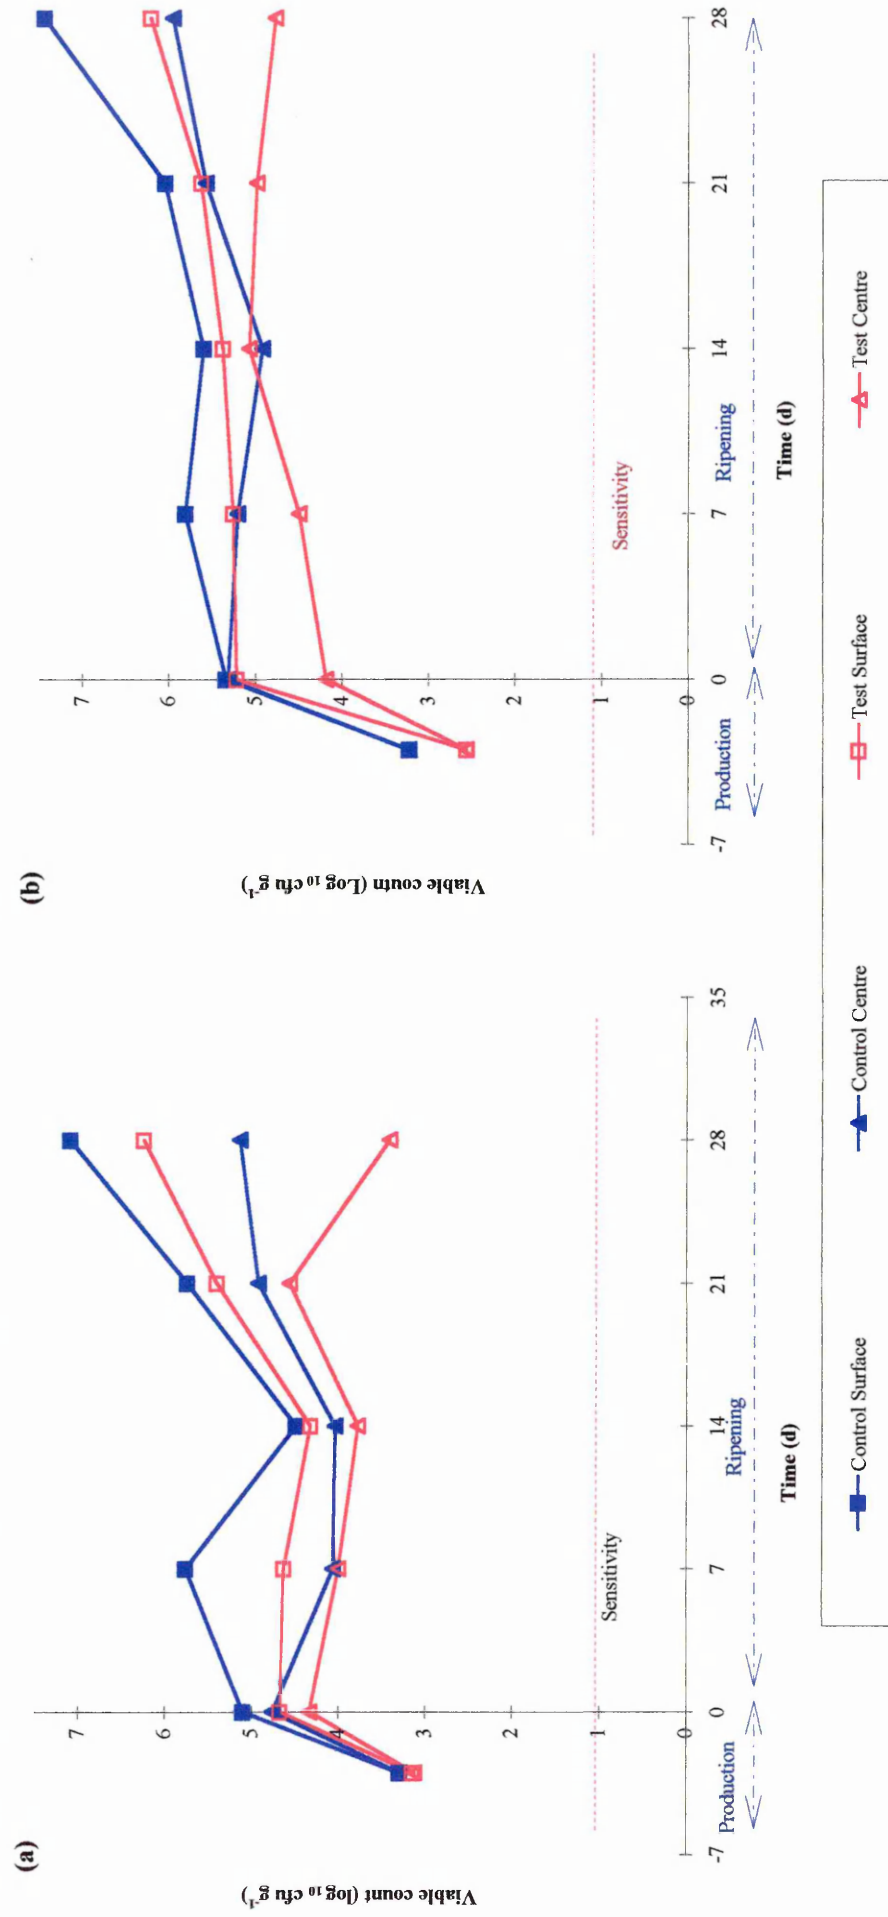 (a)
Viable count (log 10 cfu g-1)
7
6
5
4
3
2
1
0
-7
0
7
14
21
28
35
Sensitivity
Production
Ripening
Time (d)
(b)
Viable coutn (Log 10 cfu g-1)
7
6
5
4
3
2
1
0
-7
0
7
14
21
28
Sensitivity
Production
Ripening
Time (d)
Control Surface
Control Centre
Test Surface
Test Centre